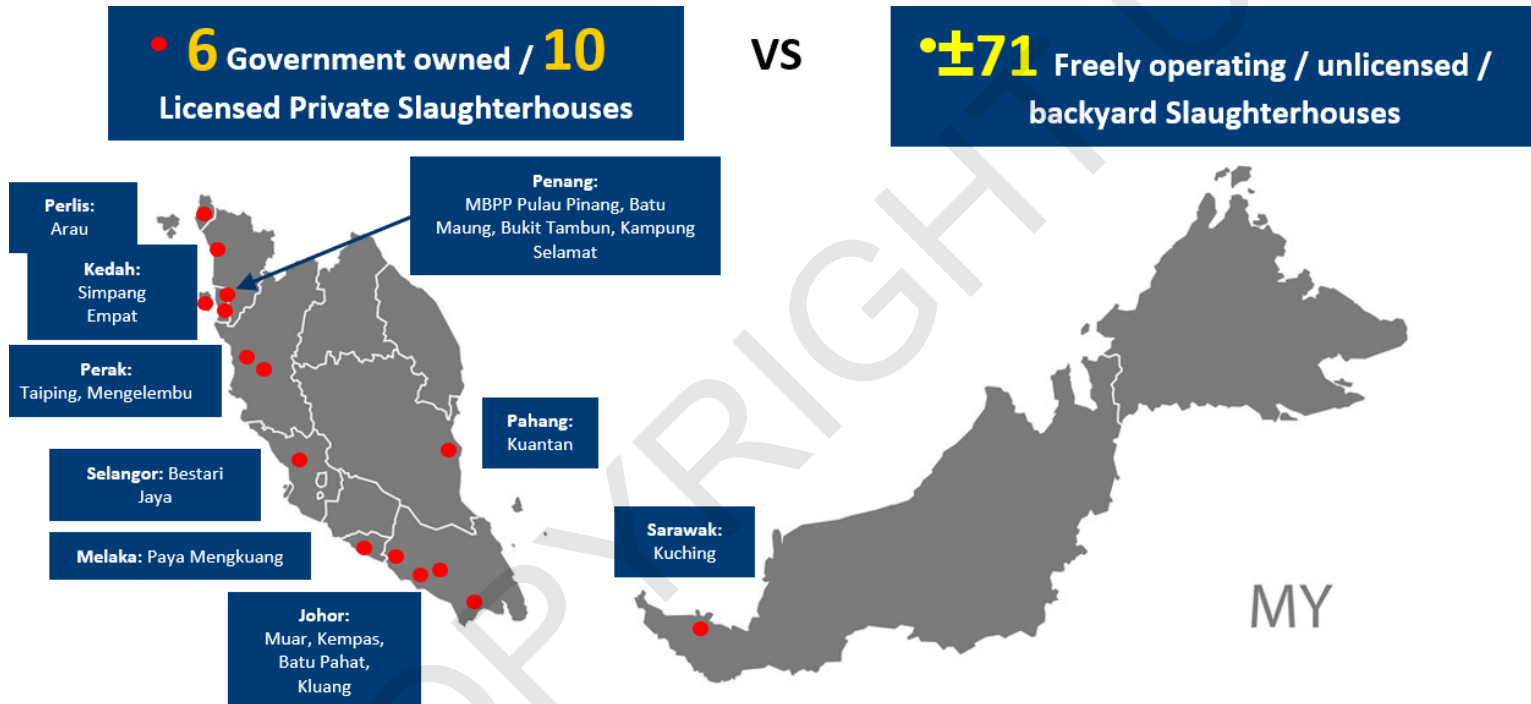 • 6 Government owned / 10
Licensed Private Slaughterhouses
VS
•±71 Freely operating / unlicensed /
backyard Slaughterhouses
Perlis:
Arau
Kedah:
Simpang
Empat
Penang:
MBPP Pulau Pinang, Batu
Maung, Bukit Tambun, Kampung
Selamat
Perak:
Taiping, Mengelembu
Pahang:
Kuantan
Selangor: Bestari
Jaya
Melaka: Paya Mengkuang
Johor:
Muar, Kempas,
Batu Pahat,
Kluang
Sarawak:
Kuching
MY
OPYRIGHT U